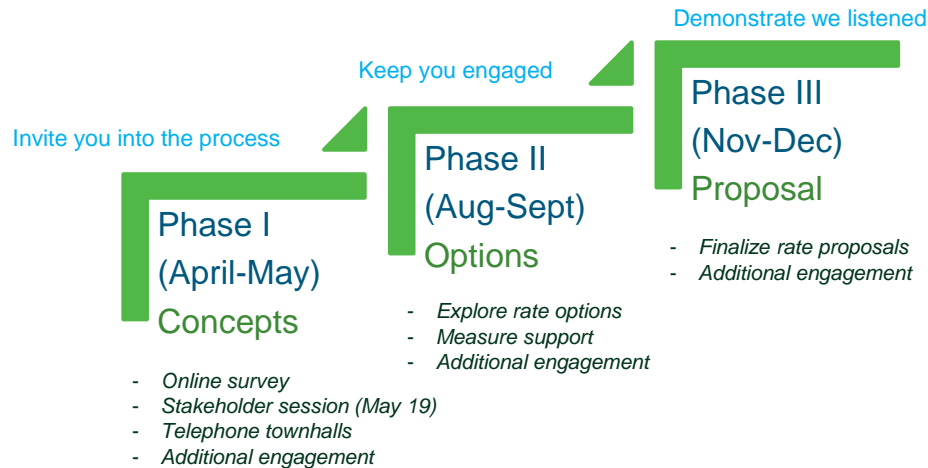 Invite you into the process
Phase I
(April-May)
Concepts
- Online survey
- Stakeholder session (May 19)
- Telephone townhalls
- Additional engagement
Keep you engaged
Phase II
(Aug-Sept)
Options
- Explore rate options
- Measure support
- Additional engagement
Demonstrate we listened
Phase III
(Nov-Dec)
Proposal
- Finalize rate proposals
- Additional engagement